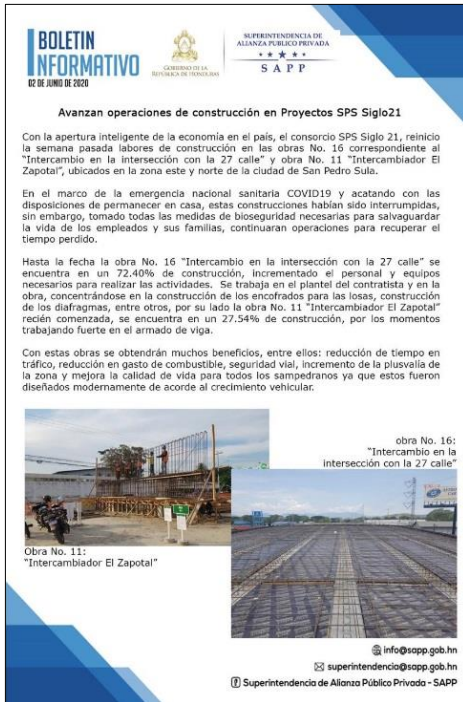 BOLETIN
INFORMATIVO
02 DE JUNIO DE 2020
GOBIERNO DE LA
REPÚBLICA DE HONDURAS
SUPERINTENDENCIA DE
ALIANZA PUBLICO PRIVADA
SAPP
Avanzan operaciones de construcción en Proyectos SPS Siglo21
Con la apertura inteligente de la economía en el país, el consorcio SPS Siglo 21, reinicio
la semana pasada labores de construcción en las obras No. 16 correspondiente al
"Intercambio en la intersección con la 27 calle" y obra No. 11 "Intercambiador El
Zapotal", ubicados en la zona este y norte de la ciudad de San Pedro Sula.
En el marco de la emergencia nacional sanitaria COVID19 y acatando con las
disposiciones de permanecer en casa, estas construcciones habían sido interrumpidas,
sin embargo, tomado todas las medidas de bioseguridad necesarias para salvaguardar
la vida de los empleados y sus familias, continuaran operaciones para recuperar el
tiempo perdido.
Hasta la fecha la obra No. 16 "Intercambio en la intersección con la 27 calle" se
encuentra en un 72.40% de construcción, incrementado el personal y equipos
necesarios para realizar las actividades. Se trabaja en el plantel del contratista y en la
obra, concentrándose en la construcción de los encofrados para las losas, construcción
de los diafragmas, entre otros, por su lado la obra No. 11 "Intercambiador El Zapotal"
recién comenzada, se encuentra en un 27.54% de construcción, por los momentos
trabajando fuerte en el armado de viga.
Con estas obras se obtendrán muchos beneficios, entre ellos: reducción de tiempo en
tráfico, reducción en gasto de combustible, seguridad vial, incremento de la plusvalía de
la zona y mejora la calidad de vida para todos los sampedranos ya que estos fueron
diseñados modernamente de acorde al crecimiento vehicular.
obra No. 16:
"Intercambio en la
intersección con la 27 calle"
Obra No. 11:
"Intercambiador El Zapotal"
info@sapp.gob.hn
superintendencia@sapp.gob.hn
Superintendencia de Alianza Público Privada - SAPP